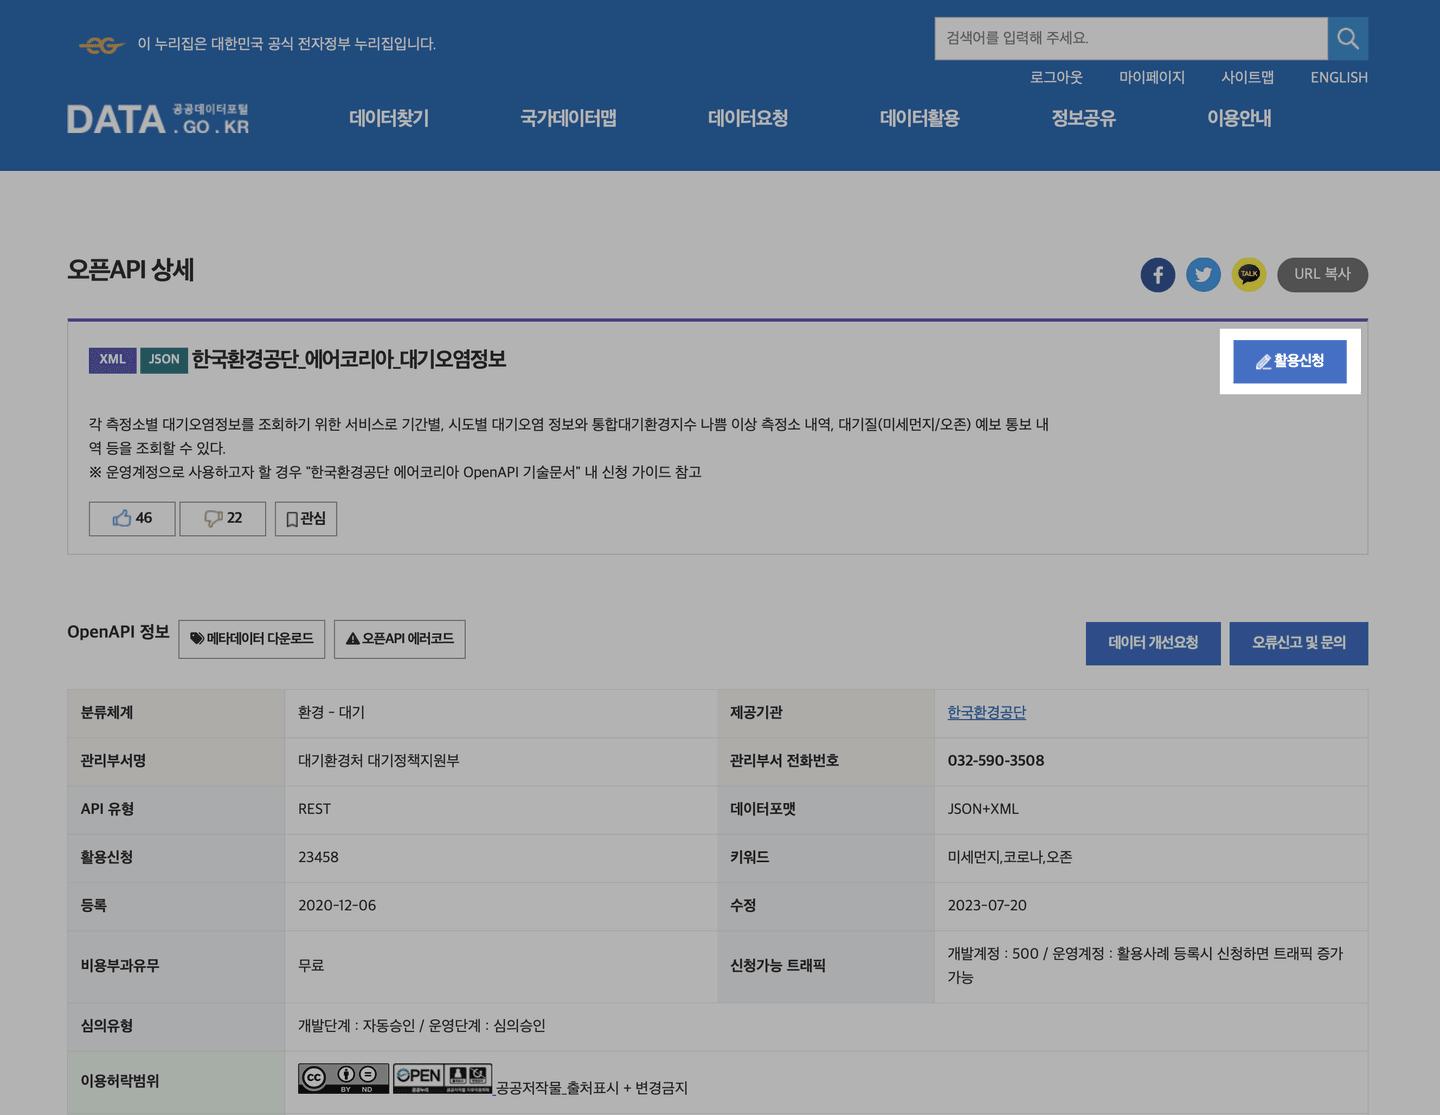 이 누리집은 대한민국 공식 전자정부 누리집입니다.
검색어를 입력해 주세요.
로그아웃 마이페이지 사이트맵 ENGLISH
DATA 공공데이터포털 .GO.KR
데이터찾기 국가데이터맵 데이터요청 데이터활용 정보공유 이용안내
오픈API 상세
TALK
URL 복사
XML JSON 한국환경공단_에어코리아_대기오염정보
활용신청
각 측정소별 대기오염정보를 조회하기 위한 서비스로 기간별, 시도별 대기오염 정보와 통합대기환경지수 나쁨 이상 측정소 내역, 대기질(미세먼지/오존) 예보 통보 내
역 등을 조회할 수 있다.
※ 운영계정으로 사용하고자 할 경우 "한국환경공단 에어코리아 OpenAPI 기술문서" 내 신청 가이드 참고
46 22 관심
OpenAPI 정보 메타데이터 다운로드 오픈API 에러코드 데이터 개선요청 오류신고 및 문의
분류체계 환경 - 대기 제공기관 한국환경공단
관리부서명 대기환경처 대기정책지원부 관리부서 전화번호 032-590-3508
API 유형 REST 데이터포맷 JSON+XML
활용신청 23458 키워드 미세먼지,코로나,오존
등록 2020-12-06 수정 2023-07-20
비용부과유무 무료 신청가능 트래픽 개발계정 : 500 / 운영계정 : 활용사례 등록시 신청하면 트래픽 증가
가능
심의유형 개발단계 : 자동승인 / 운영단계 : 심의승인
이용허락범위 cc BY ND OPEN 공공저작물_출처표시 + 변경금지